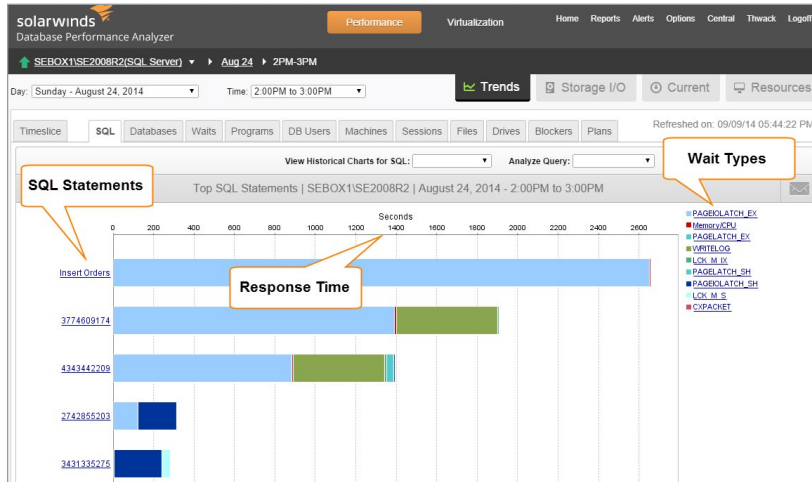 solarwinds
Database Performance Analyzer
Performance
Virtualization
Home Reports Alerts Options Central Thwack Logoff
SEBOX1\SE2008R2(SQL Server) Aug 24 2PM-3PM
Day: Sunday - August 24, 2014 Time: 2:00PM to 3:00PM
Trends Storage I/O Current Resources
Timeslice SQL Databases Waits Programs DB Users Machines Sessions Files Drives Blockers Plans
Refreshed on: 09/09/14 05:44:22 PM
View Historical Charts for SQL: Analyze Query:
Wait Types
SQL Statements
Top SQL Statements | SEBOX1\SE2008R2 | August 24, 2014 - 2:00PM to 3:00PM
Seconds
0 200 400 600 800 1000 1200 1400 1600 1800 2000 2200 2400 2600
PAGEIOLATCH_EX
Memory/CPU
PAGELATCH_EX
WRITELOG
LCK_M_IX
PAGELATCH_SH
PAGEIOLATCH_SH
LCK_M_S
CXPACKET
Insert Orders
Response Time
3774609174
4343442209
2742855203
3431335275